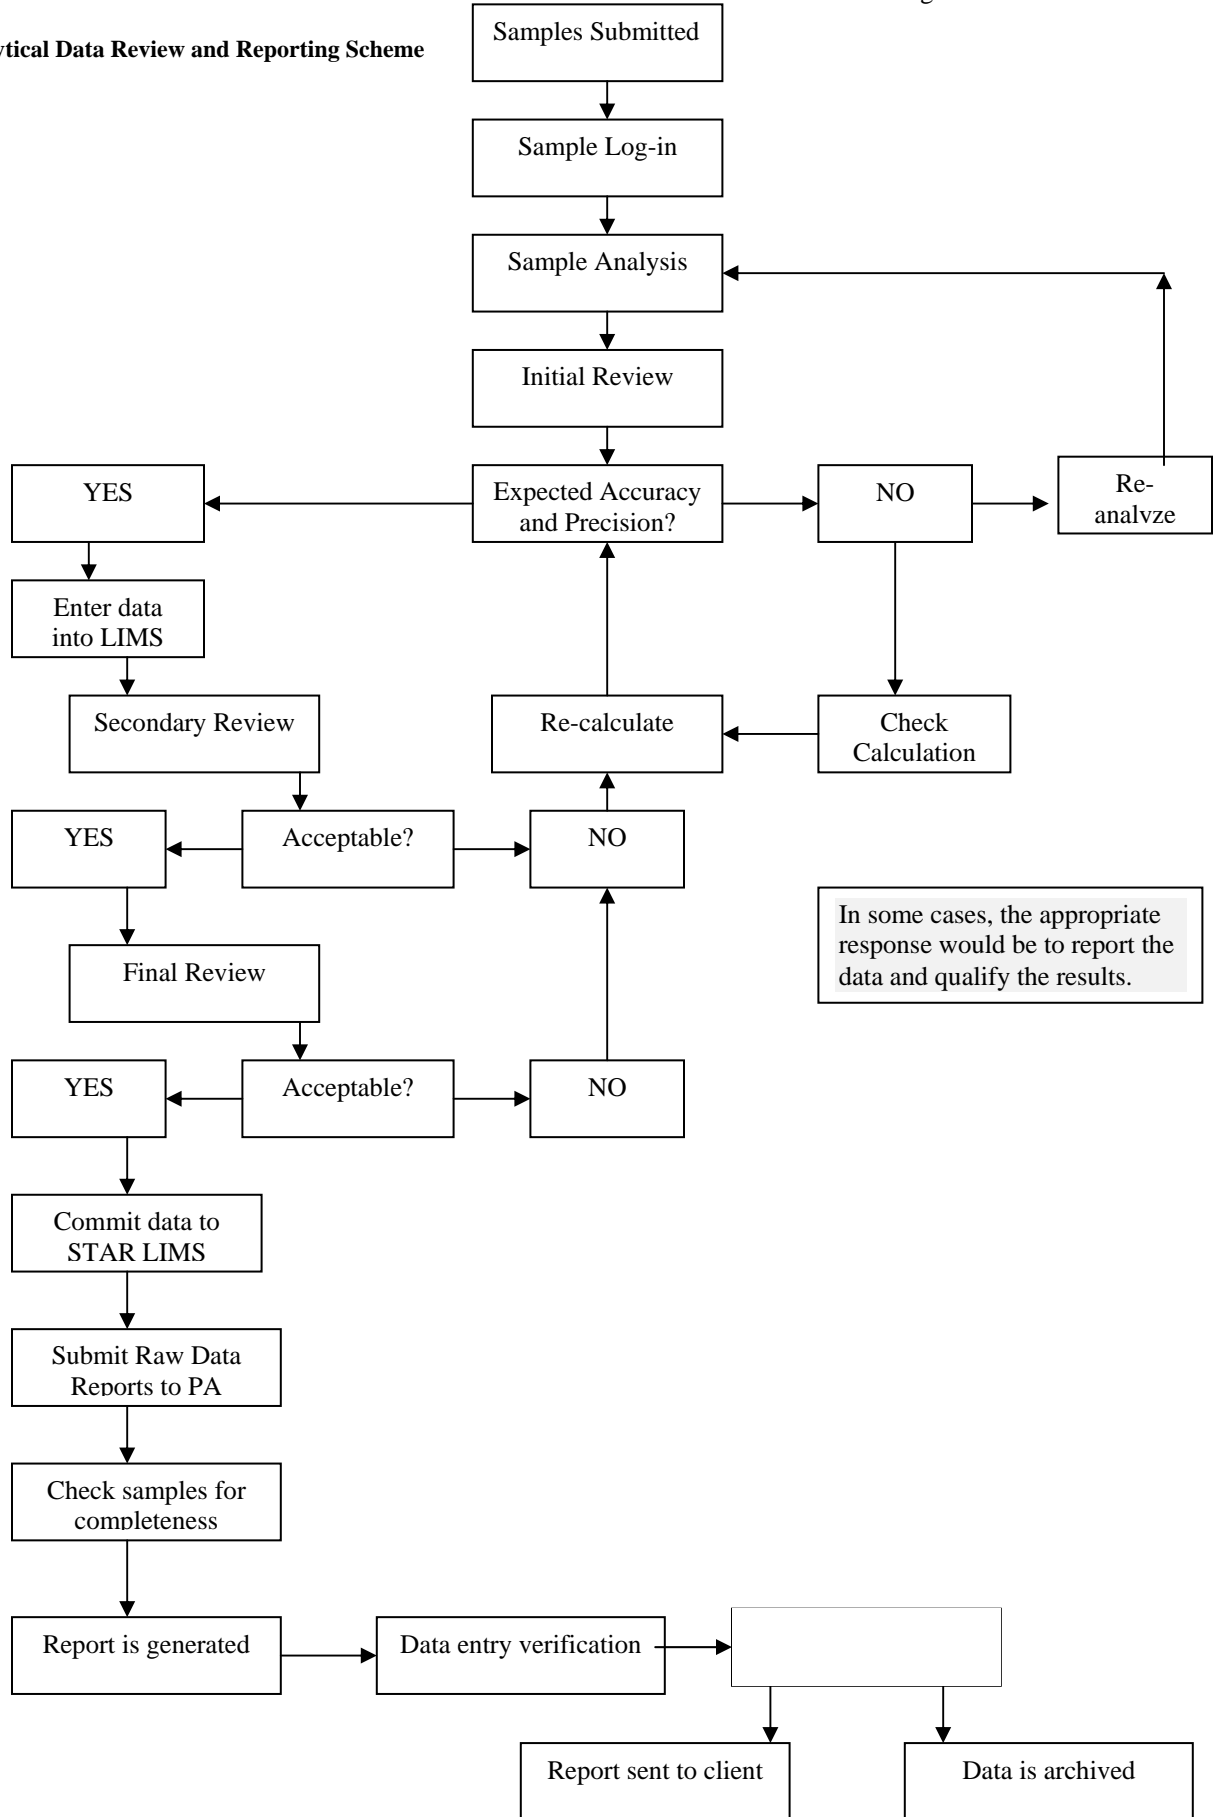 Samples Submitted
ytical Data Review and Reporting Scheme
Sample Log-in
Sample Analysis
Initial Review
YES
Expected Accuracy
and Precision?
NO
Re-
analyze
Enter data
into LIMS
Secondary Review
Re-calculate
Check
Calculation
YES
Acceptable?
NO
In some cases, the appropriate
response would be to report the
data and qualify the results.
Final Review
YES
Acceptable?
NO
Commit data to
STAR LIMS
Submit Raw Data
Reports to PA
Check samples for
completeness
Report is generated
Data entry verification
Report sent to client
Data is archived